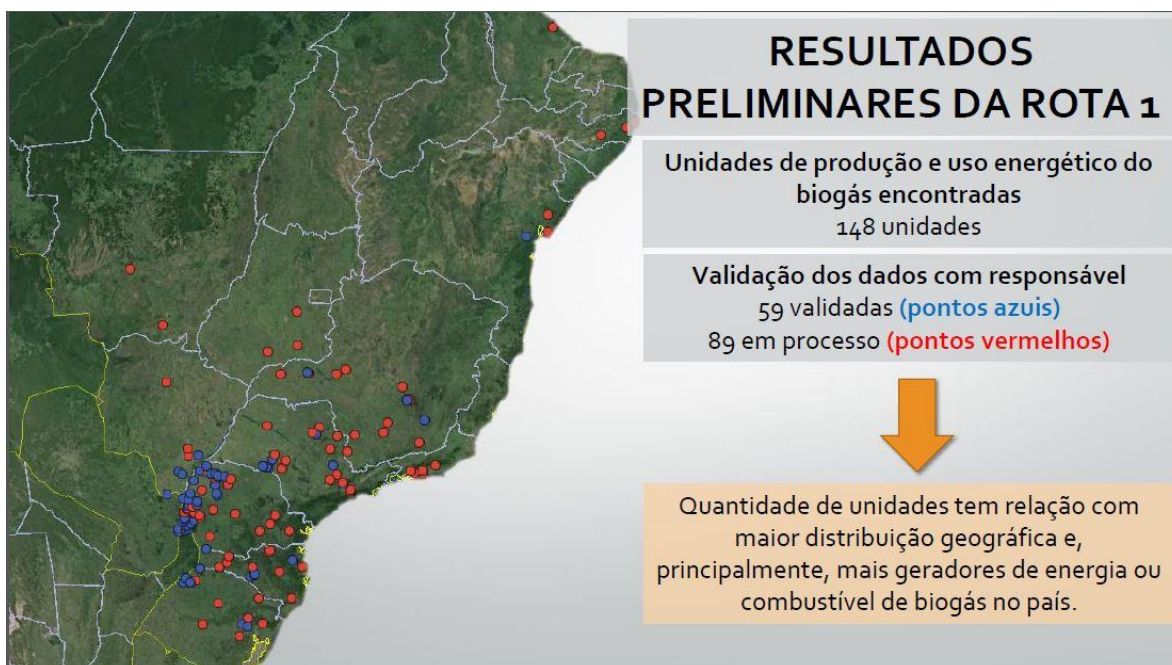 RESULTADOS
PRELIMINARES DA ROTA 1
Unidades de produção e uso energético do
biogás encontradas
148 unidades
Validação dos dados com responsável
59 validadas (pontos azuis)
89 em processo (pontos vermelhos)
Quantidade de unidades tem relação com
maior distribuição geográfica e,
principalmente, mais geradores de energia ou
combustível de biogás no país.